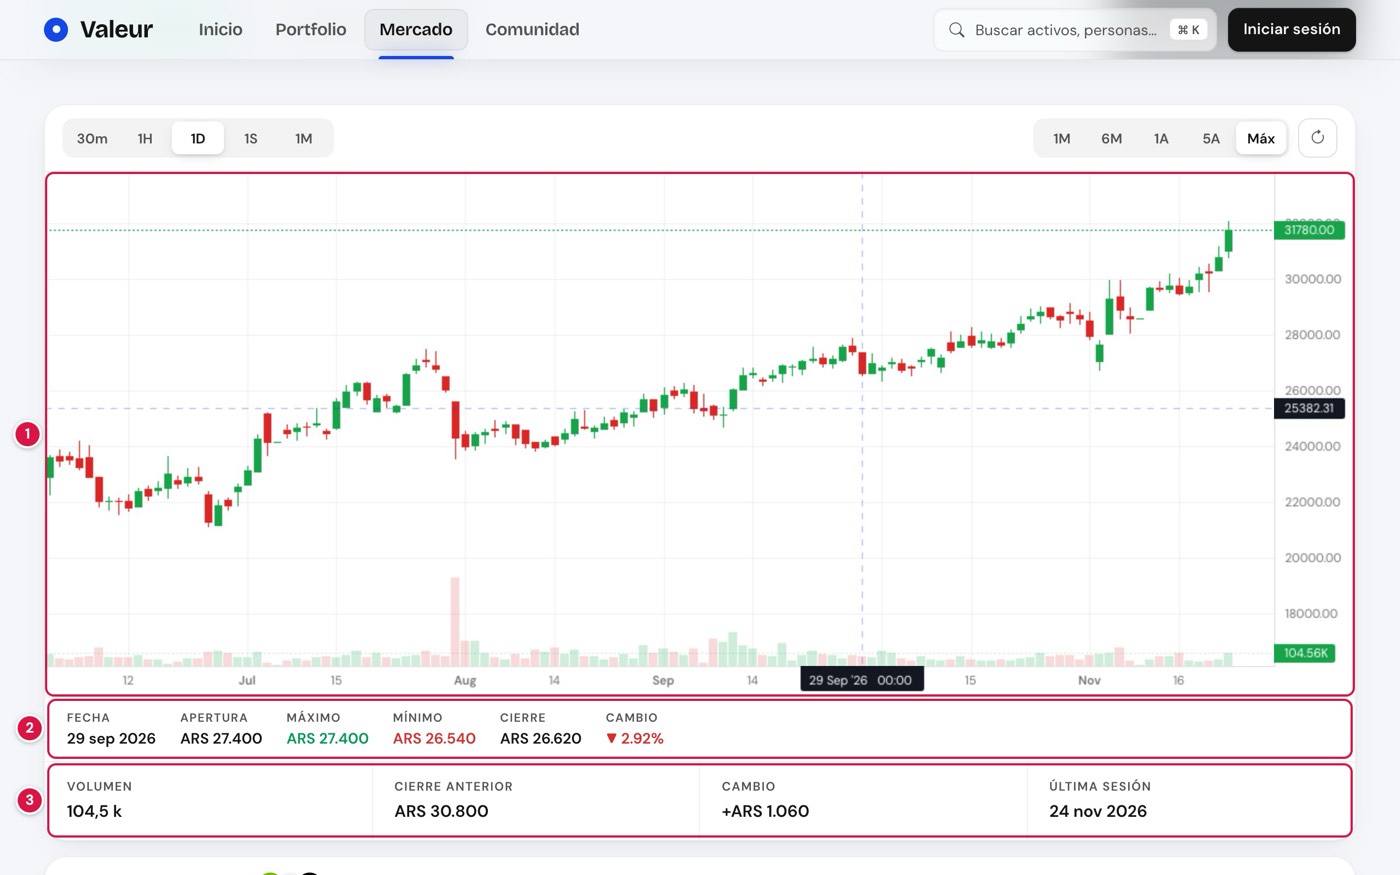 Valeur Inicio Portfolio Mercado Comunidad Buscar activos, personas... ⌘ K Iniciar sesión
30m 1H 1D 1S 1M 1M 6M 1A 5A Máx
31780.00
30000.00
28000.00
26000.00
25382.31
24000.00
22000.00
20000.00
18000.00
104.56K
12 Jul 15 Aug 14 Sep 14 29 Sep '26 00:00 15 Nov 16
1
2
FECHA APERTURA MÁXIMO MÍNIMO CIERRE CAMBIO
29 sep 2026 ARS 27.400 ARS 27.400 ARS 26.540 ARS 26.620 ▼ 2.92%
3
VOLUMEN CIERRE ANTERIOR CAMBIO ÚLTIMA SESIÓN
104,5 k ARS 30.800 +ARS 1.060 24 nov 2026